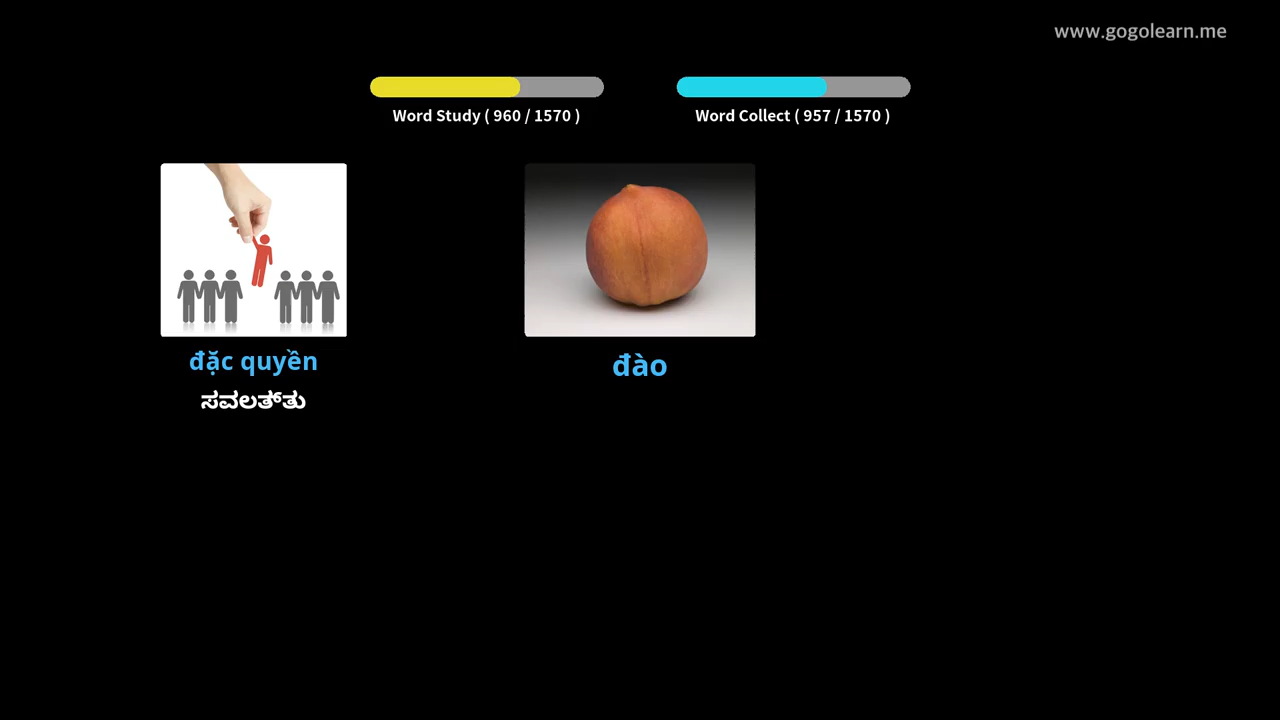 www.gogolearn.me
Word Study ( 960 / 1570 )
Word Collect ( 957 / 1570 )
đặc quyền
ಸವಲತ್ತು
đào